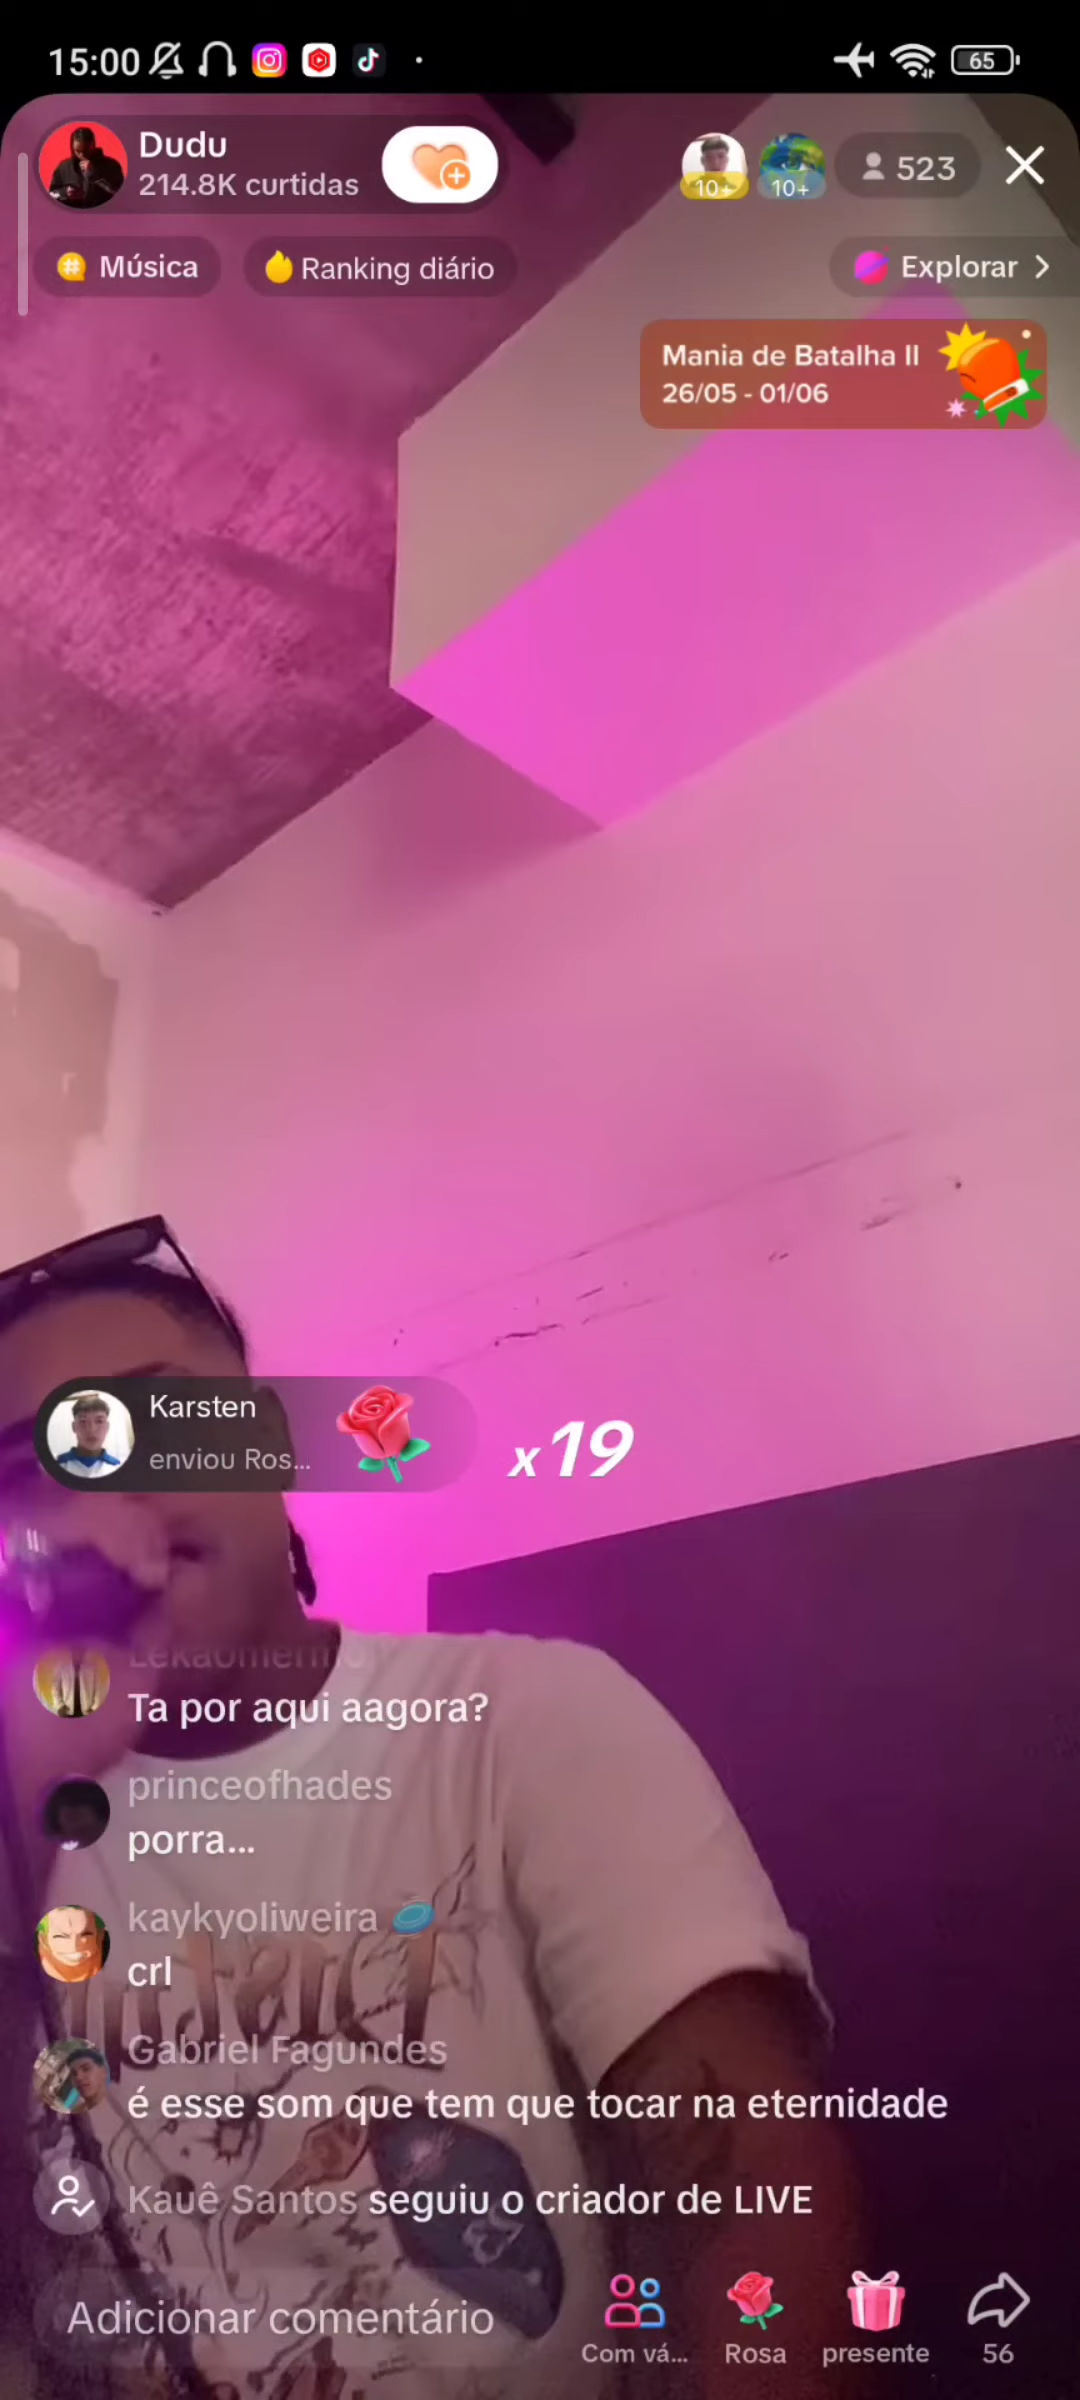 15:00
65
Dudu
214.8K curtidas
10+
10+
523
Música
Ranking diário
Explorar
Mania de Batalha II
26/05 - 01/06
Karsten
enviou Ros...
x19
Ta por aqui aagora?
princeofhades
porra...
kaykyoliweira
crl
Gabriel Fagundes
é esse som que tem que tocar na eternidade
Kauê Santos seguiu o criador de LIVE
Adicionar comentário
Com vá...
Rosa
presente
56